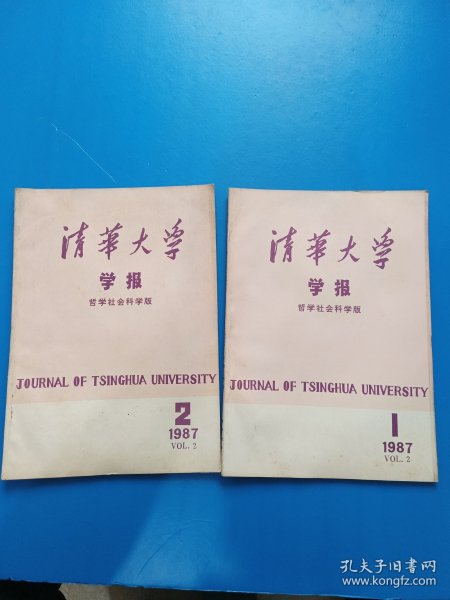 清華大学
学报
哲学社会科学版
JOURNAL OF TSINGHUA UNIVERSITY
2
1987
VOL. 2
清華大学
学报
哲学社会科学版
JOURNAL OF TSINGHUA UNIVERSITY
1
1987
VOL. 2
孔夫子旧书网
www.kongfz.com